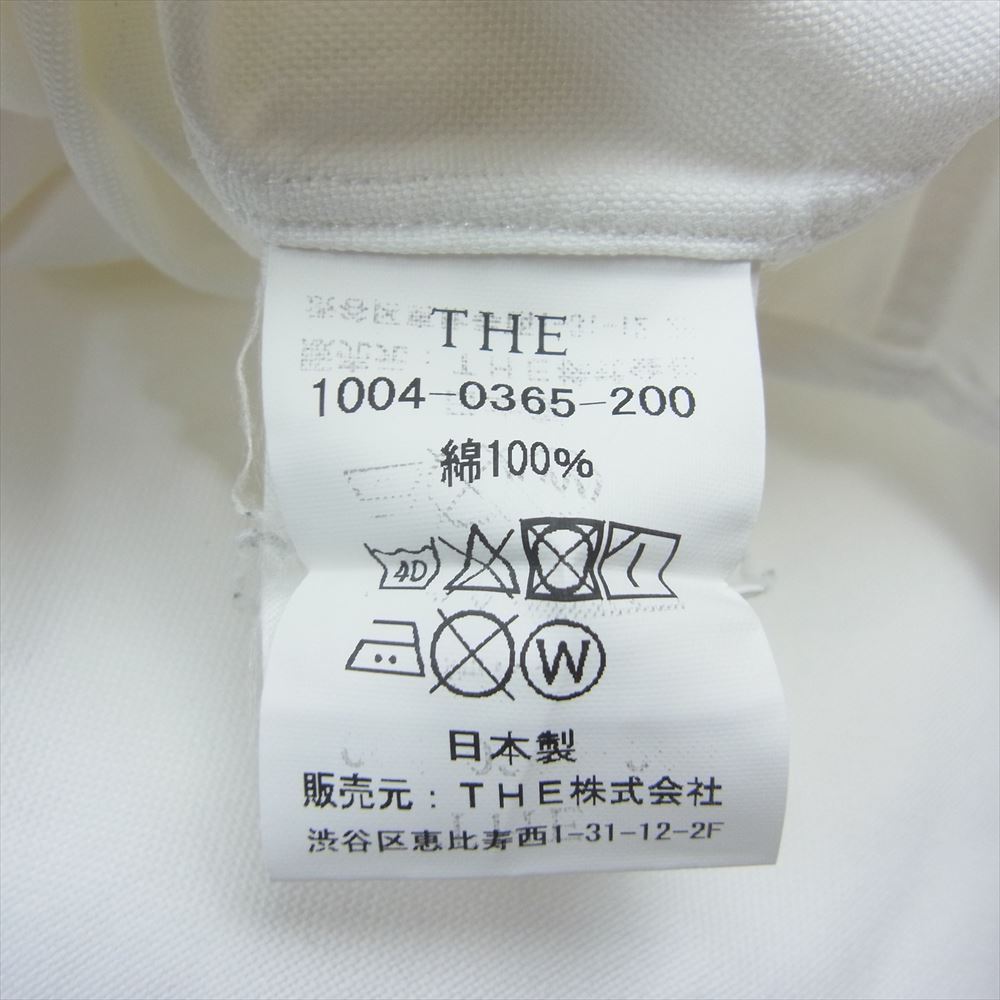 THE
1004-0365-200
綿100%
40
W
日本製
販売元：THE株式会社
渋谷区恵比寿西1-31-12-2F